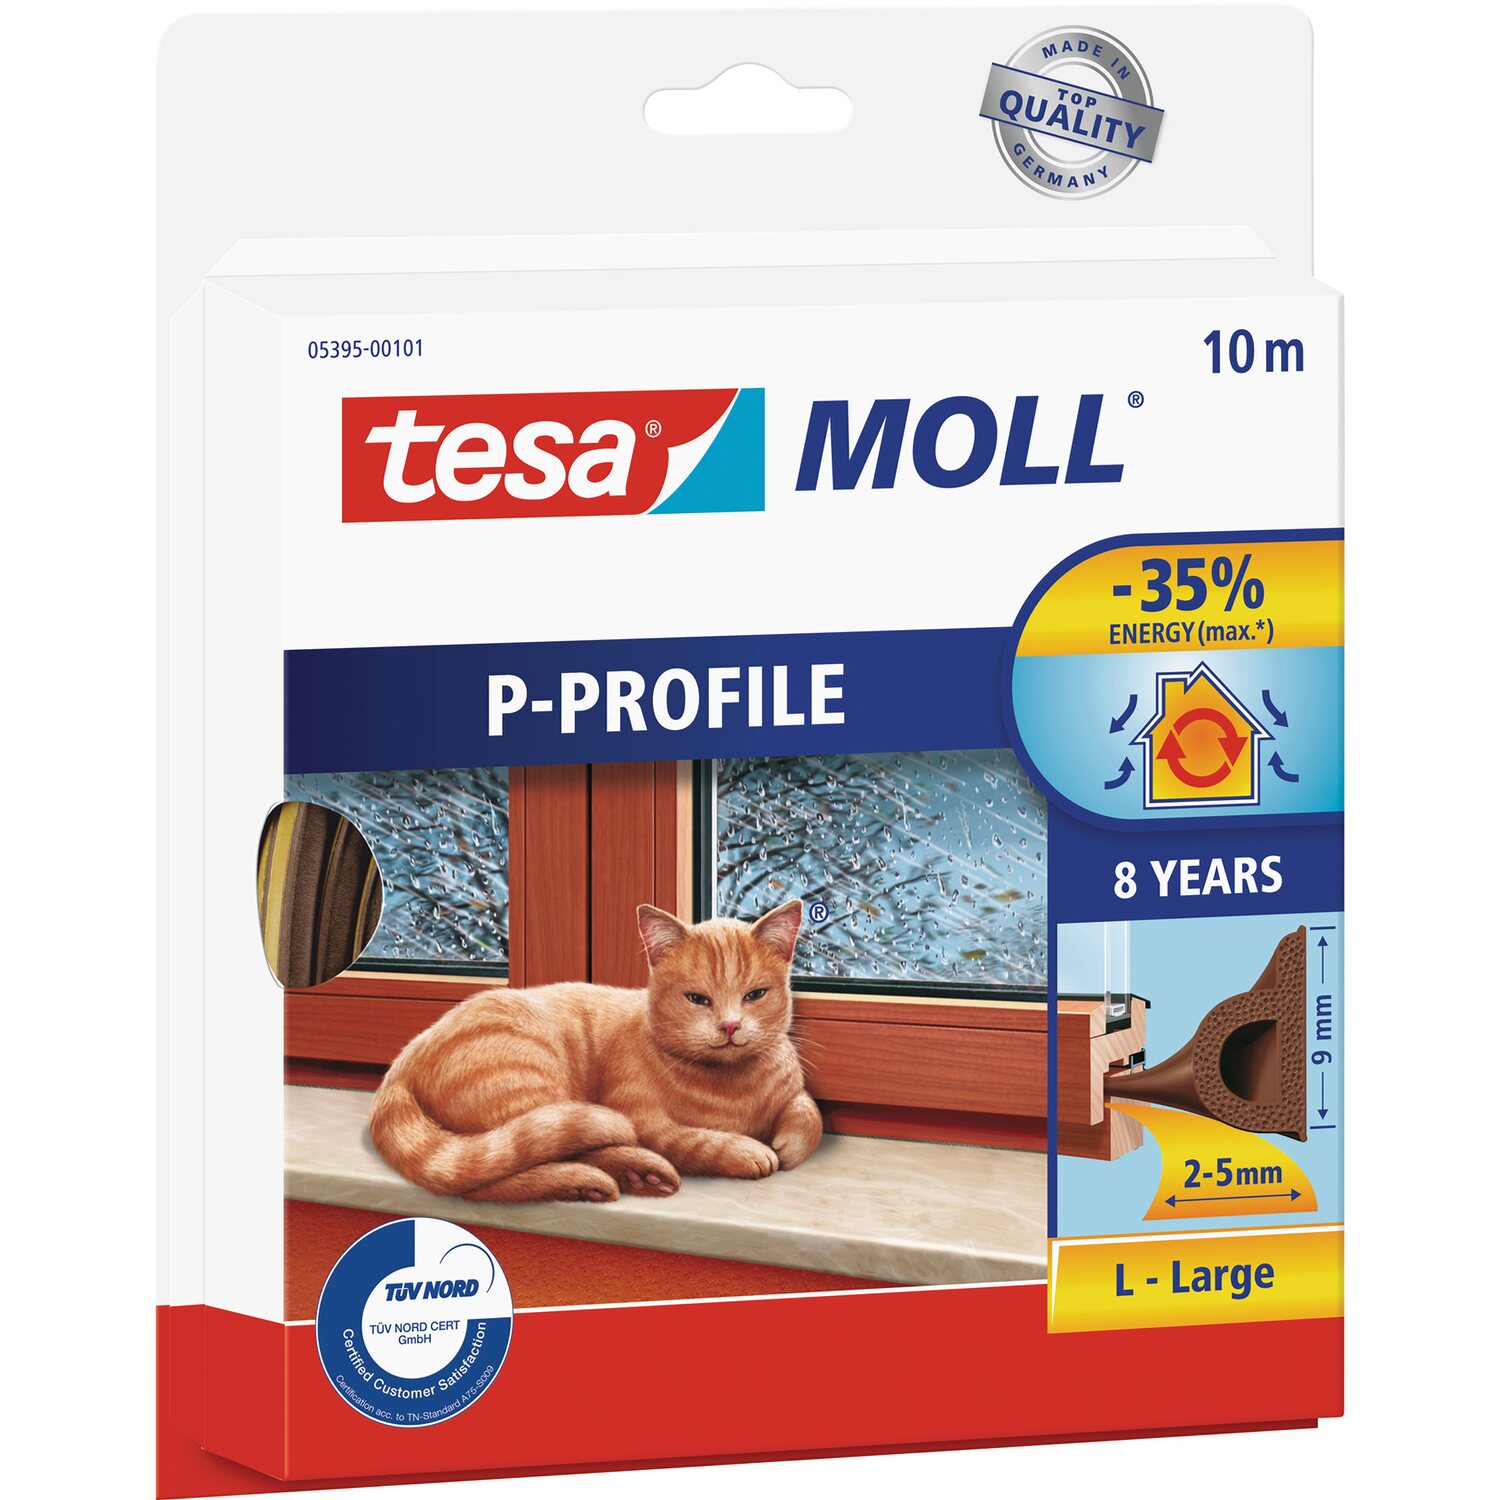 MADE IN
TOP
QUALITY
GERMANY
05395-00101
10 m
tesa®
MOLL®
-35%
ENERGY (max.*)
P-PROFILE
8 YEARS
®
9 mm
2-5mm
L - Large
TÜV NORD
TÜV NORD CERT
GmbH
Certified Customer Satisfaction
Certification acc. to TN-Standard A75-S009